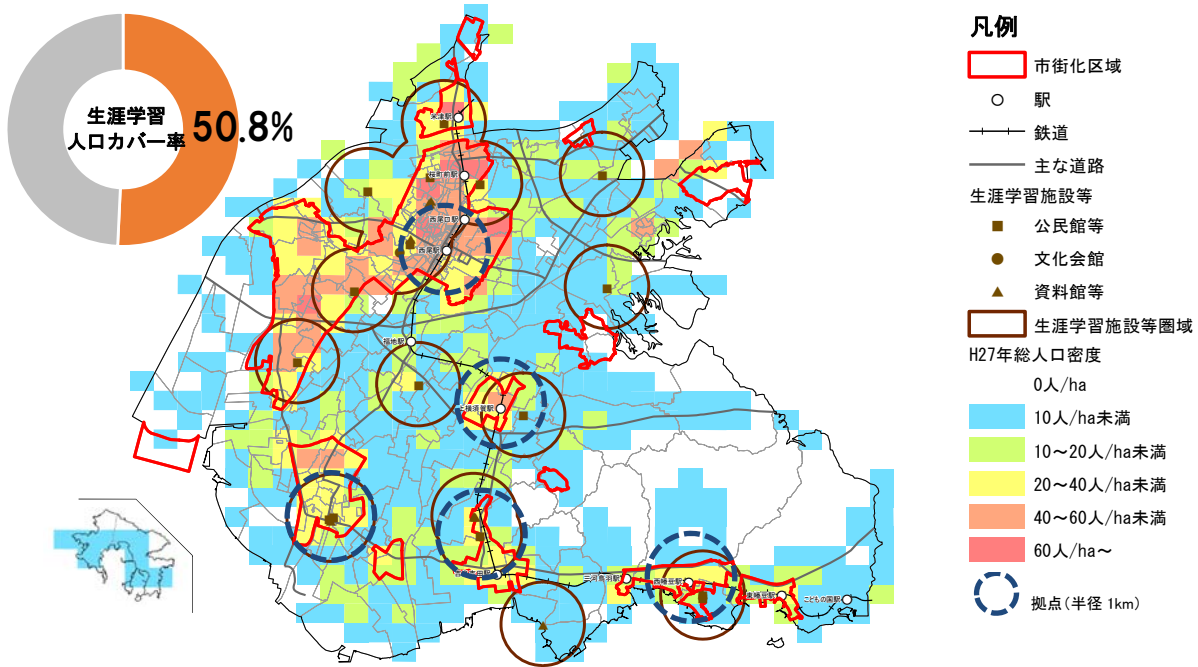 生涯学習
人口カバー率
50.8%
米津駅
桜町前駅
西尾口駅
西尾駅
福地駅
上横須賀駅
吉良吉田駅
三河鳥羽駅
西幡豆駅
東幡豆駅
こどもの国駅
凡例
市街化区域
駅
鉄道
主な道路
生涯学習施設等
公民館等
文化会館
資料館等
生涯学習施設等圏域
H27年総人口密度
0人/ha
10人/ha未満
10～20人/ha未満
20～40人/ha未満
40～60人/ha未満
60人/ha～
拠点(半径 1km)